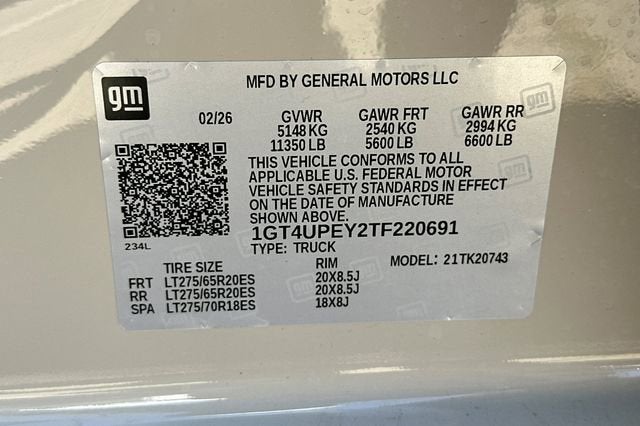 gm
MFD BY GENERAL MOTORS LLC
02/26 GVWR GAWR FRT GAWR RR
5148 KG 2540 KG 2994 KG
11350 LB 5600 LB 6600 LB
THIS VEHICLE CONFORMS TO ALL
APPLICABLE U.S. FEDERAL MOTOR
VEHICLE SAFETY STANDARDS IN EFFECT
ON THE DATE OF MANUFACTURE
SHOWN ABOVE.
234L
1GT4UPEY2TF220691
TYPE: TRUCK MODEL: 21TK20743
TIRE SIZE RIM
FRT LT275/65R20ES 20X8.5J
RR LT275/65R20ES 20X8.5J
SPA LT275/70R18ES 18X8J